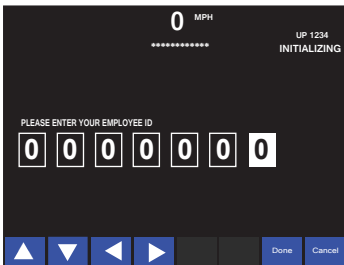 0 MPH
************
UP 1234
INITIALIZING
PLEASE ENTER YOUR EMPLOYEE ID
0 0 0 0 0 0 0
Done Cancel